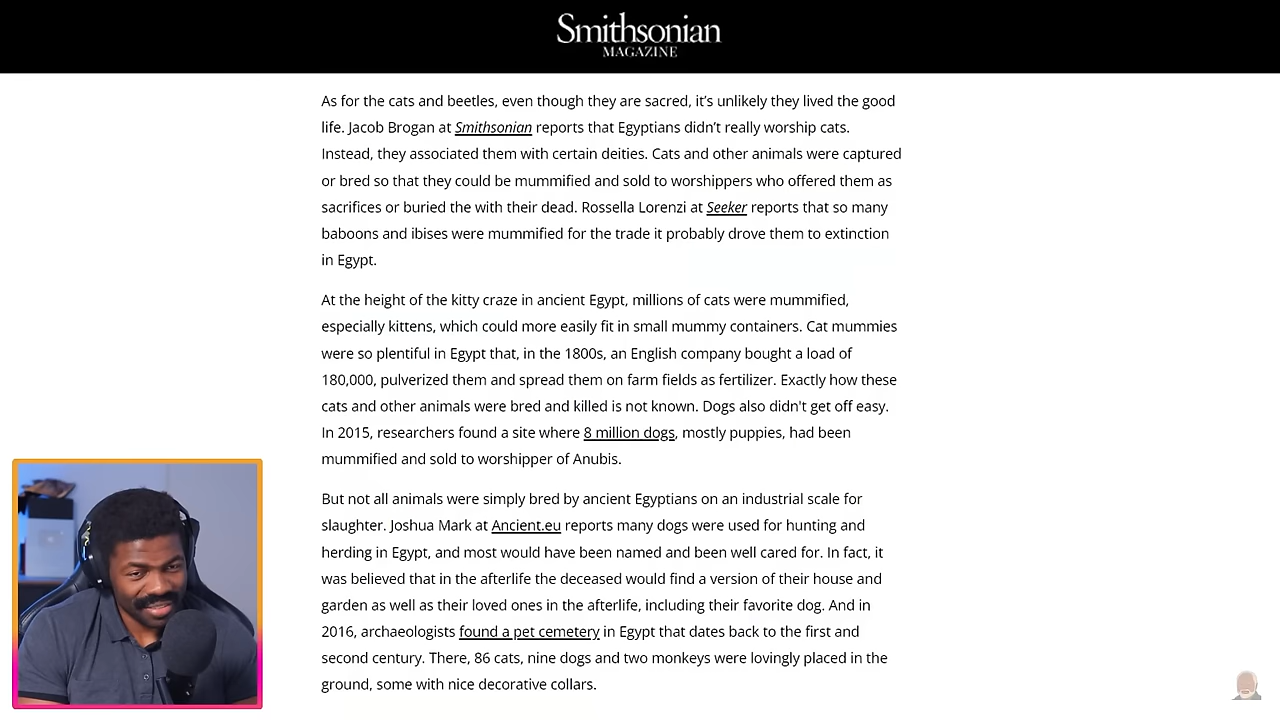 Smithsonian
MAGAZINE
As for the cats and beetles, even though they are sacred, it’s unlikely they lived the good
life. Jacob Brogan at Smithsonian reports that Egyptians didn’t really worship cats.
Instead, they associated them with certain deities. Cats and other animals were captured
or bred so that they could be mummified and sold to worshippers who offered them as
sacrifices or buried the with their dead. Rossella Lorenzi at Seeker reports that so many
baboons and ibises were mummified for the trade it probably drove them to extinction
in Egypt.
At the height of the kitty craze in ancient Egypt, millions of cats were mummified,
especially kittens, which could more easily fit in small mummy containers. Cat mummies
were so plentiful in Egypt that, in the 1800s, an English company bought a load of
180,000, pulverized them and spread them on farm fields as fertilizer. Exactly how these
cats and other animals were bred and killed is not known. Dogs also didn't get off easy.
In 2015, researchers found a site where 8 million dogs, mostly puppies, had been
mummified and sold to worshipper of Anubis.
But not all animals were simply bred by ancient Egyptians on an industrial scale for
slaughter. Joshua Mark at Ancient.eu reports many dogs were used for hunting and
herding in Egypt, and most would have been named and been well cared for. In fact, it
was believed that in the afterlife the deceased would find a version of their house and
garden as well as their loved ones in the afterlife, including their favorite dog. And in
2016, archaeologists found a pet cemetery in Egypt that dates back to the first and
second century. There, 86 cats, nine dogs and two monkeys were lovingly placed in the
ground, some with nice decorative collars.